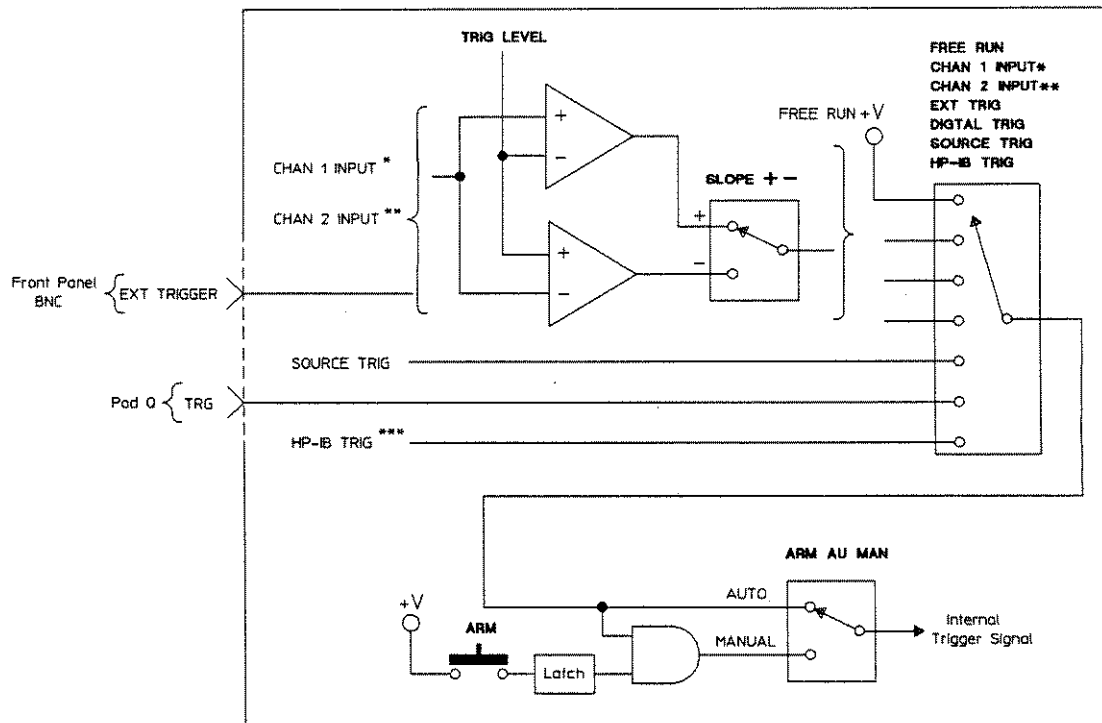 TRIG LEVEL
FREE RUN
CHAN 1 INPUT*
CHAN 2 INPUT**
EXT TRIG
DIGTAL TRIG
SOURCE TRIG
HP-IB TRIG
FREE RUN +V
+
−
CHAN 1 INPUT *
CHAN 2 INPUT **
SLOPE + −
+
−
+
−
Front Panel
BNC
EXT TRIGGER
SOURCE TRIG
Pod Q
TRG
HP-IB TRIG ***
ARM AU MAN
+V
ARM
AUTO
MANUAL
Latch
Internal
Trigger Signal